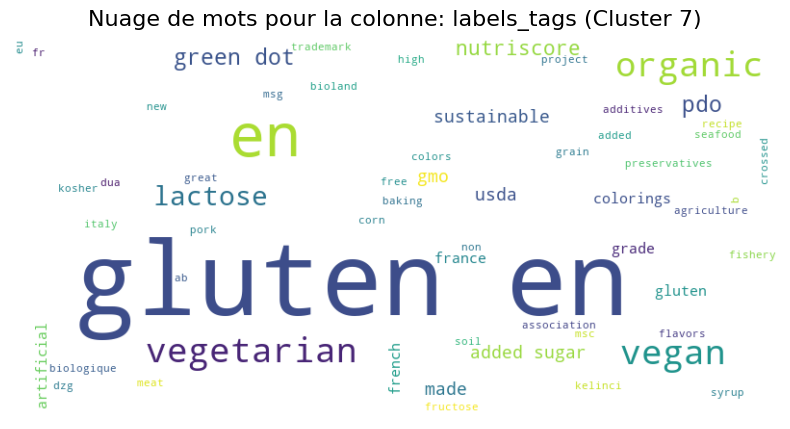 Nuage de mots pour la colonne: labels_tags (Cluster 7)
eu
fr
green dot
trademark
high
nutriscore
project
organic
bioland
msg
new
en
sustainable
additives
pdo
recipe
seafood
added
crossed
colors
grain
preservatives
kosher
dua
great
lactose
free
gmo
baking
usda
colorings
b
agriculture
italy
pork
corn
non
france
grade
fishery
gluten en
ab
gluten
association
msc
flavors
artificial
vegetarian
french
soil
added sugar
vegan
biologique
dzg
meat
made
fructose
kelinci
syrup